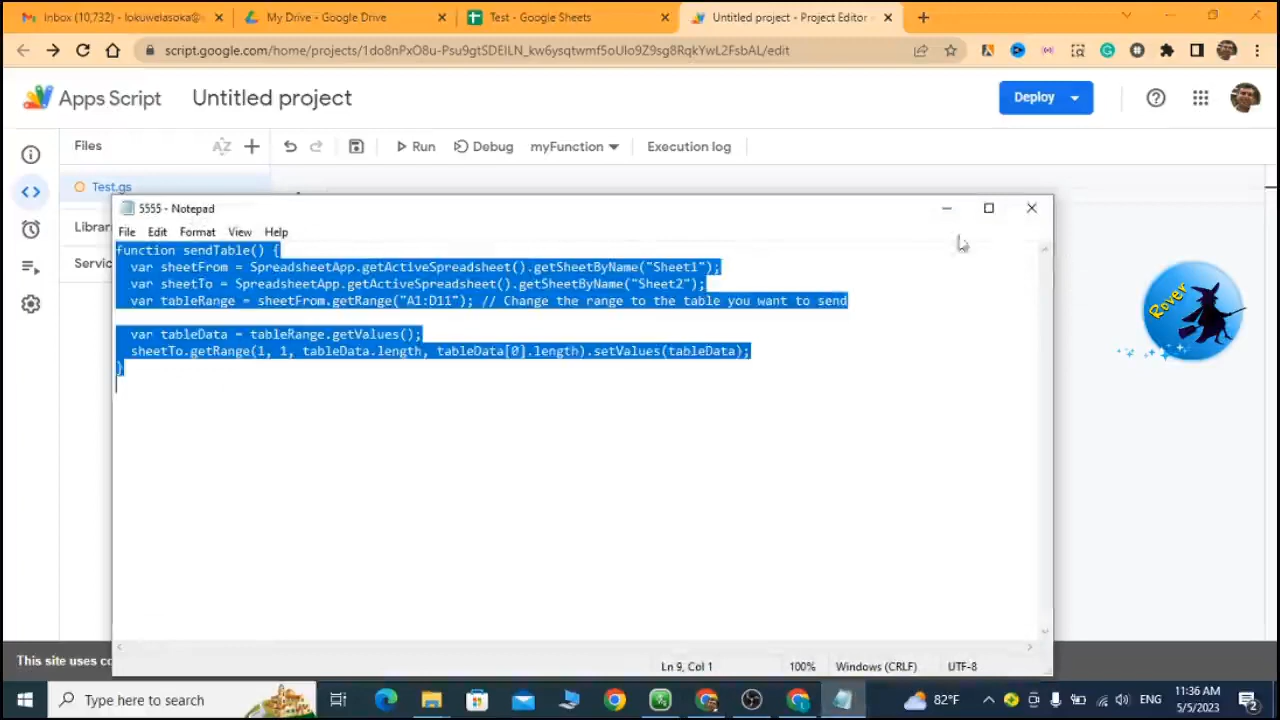 Inbox (10,732) - lokuwelasoka@
My Drive - Google Drive
Test - Google Sheets
Untitled project - Project Editor
script.google.com/home/projects/1do8nPxO8u-Psu9gtSDEILN_kw6ysqtwmf5oUlo9Z9sg8RqkYwL2FsbAL/edit
Apps Script
Untitled project
Deploy
Files
AZ
Run
Debug
myFunction
Execution log
Test.gs
Librar
Servic
5555 - Notepad
File Edit Format View Help
function sendTable() {
var sheetFrom = SpreadsheetApp.getActiveSpreadsheet().getSheetByName("Sheet1");
var sheetTo = SpreadsheetApp.getActiveSpreadsheet().getSheetByName("Sheet2");
var tableRange = sheetFrom.getRange("A1:D11"); // Change the range to the table you want to send
var tableData = tableRange.getValues();
sheetTo.getRange(1, 1, tableData.length, tableData[0].length).setValues(tableData);
}
Rover
This site uses co
Ln 9, Col 1
100%
Windows (CRLF)
UTF-8
Type here to search
82°F
ENG
11:36 AM
5/5/2023
2